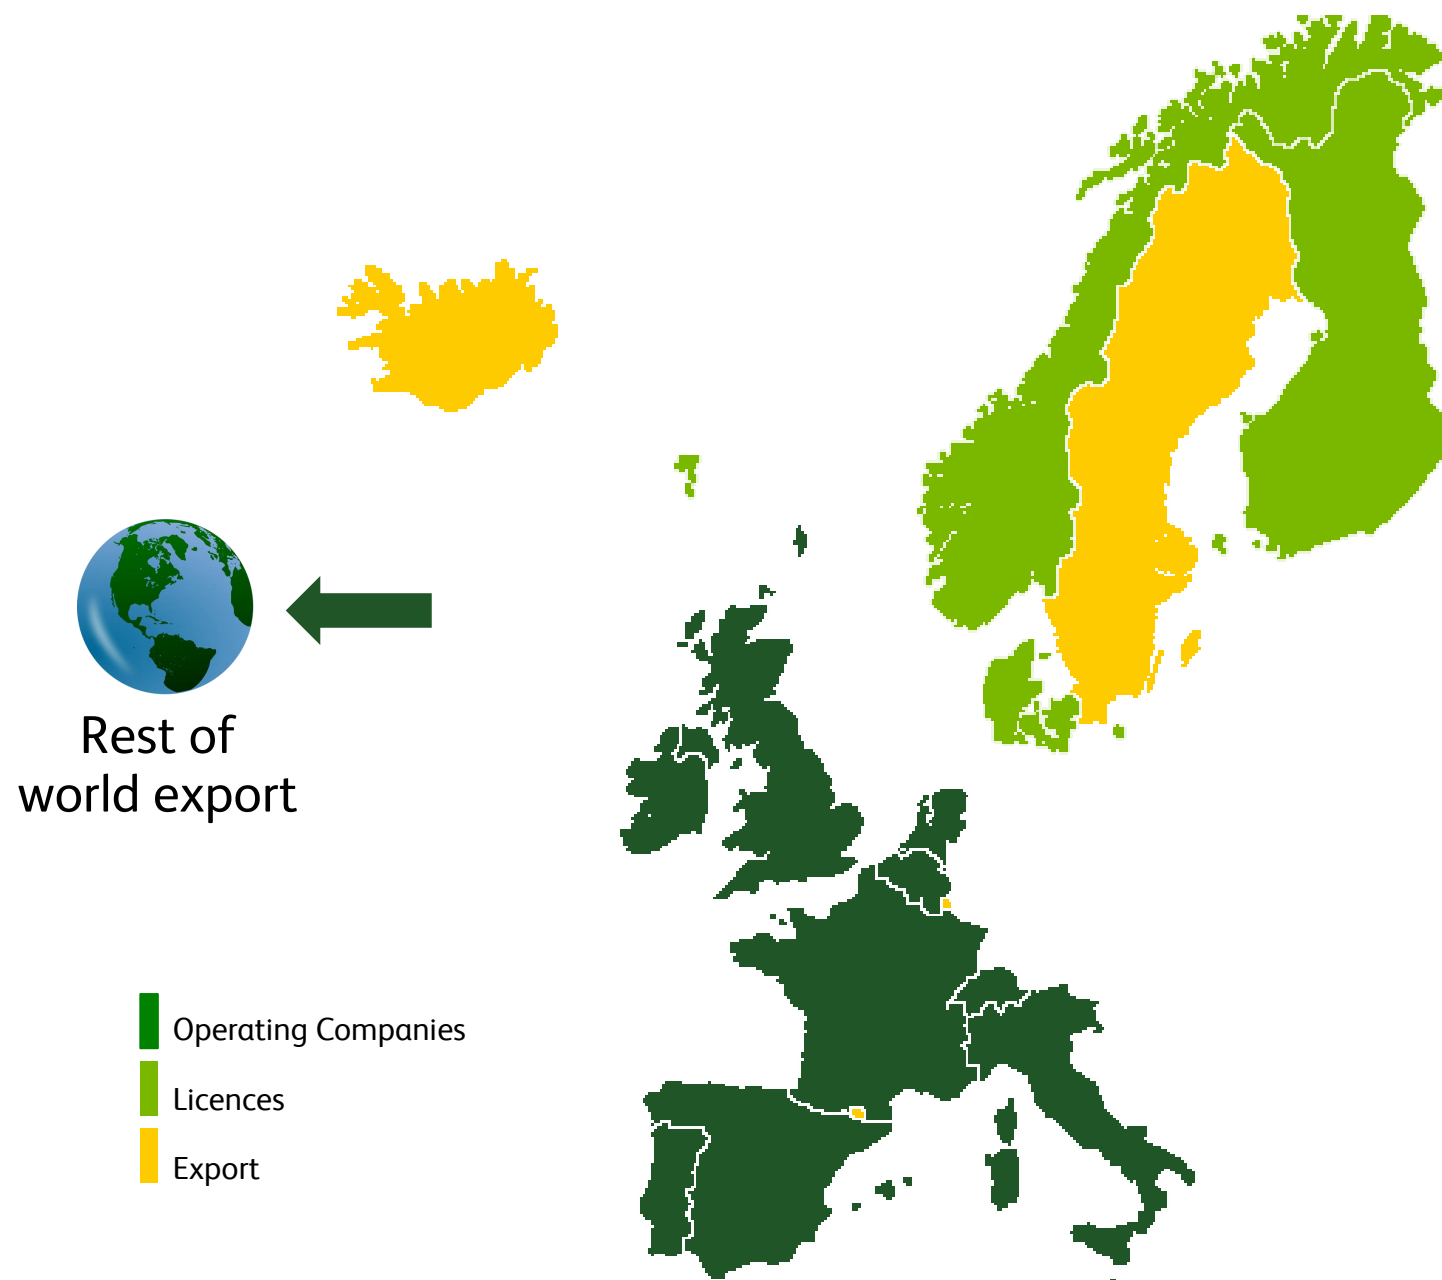 Rest of
world export
Operating Companies
Licences
Export